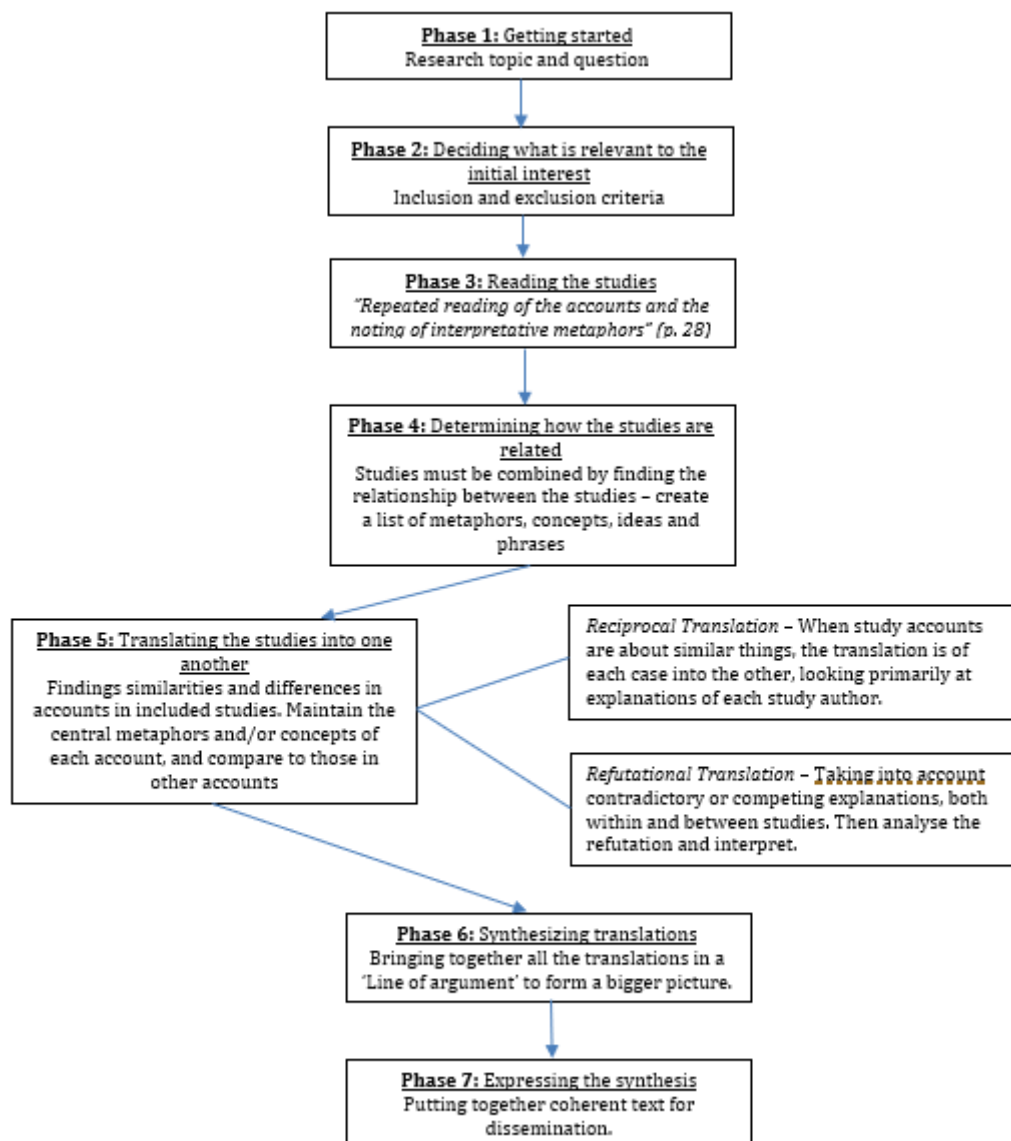 Phase 1: Getting started
Research topic and question
Phase 2: Deciding what is relevant to the
initial interest
Inclusion and exclusion criteria
Phase 3: Reading the studies
"Repeated reading of the accounts and the
noting of interpretative metaphors" (p. 28)
Phase 4: Determining how the studies are
related
Studies must be combined by finding the
relationship between the studies – create
a list of metaphors, concepts, ideas and
phrases
Phase 5: Translating the studies into one
another
Findings similarities and differences in
accounts in included studies. Maintain the
central metaphors and/or concepts of
each account, and compare to those in
other accounts
Reciprocal Translation – When study accounts
are about similar things, the translation is of
each case into the other, looking primarily at
explanations of each study author.
Refutational Translation – Taking into account
contradictory or competing explanations, both
within and between studies. Then analyse the
refutation and interpret.
Phase 6: Synthesizing translations
Bringing together all the translations in a
'Line of argument' to form a bigger picture.
Phase 7: Expressing the synthesis
Putting together coherent text for
dissemination.